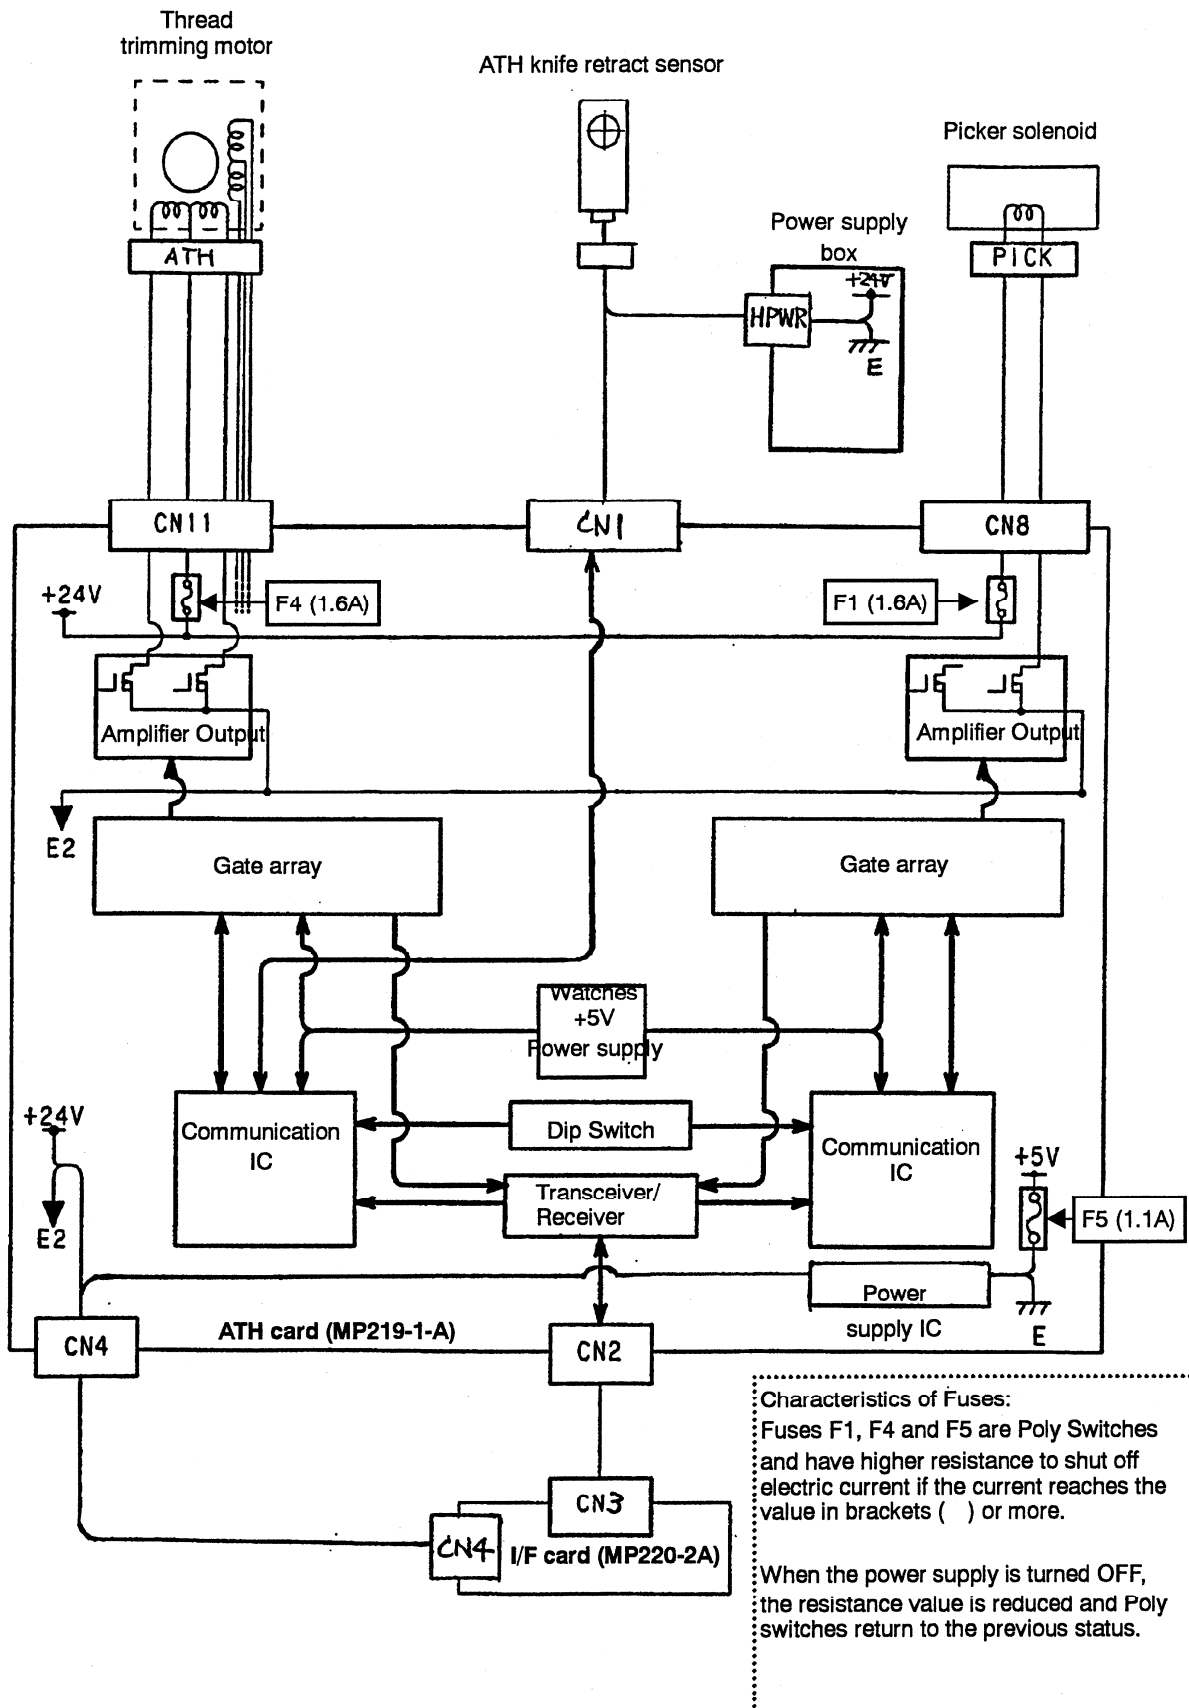 Thread
trimming motor
ATH knife retract sensor
Picker solenoid
Power supply
box
ATH
PICK
+24V
HPWR
E
CN11
CN1
CN8
+24V
F4 (1.6A)
F1 (1.6A)
Amplifier Output
Amplifier Output
E2
Gate array
Gate array
Watches
+5V
Power supply
+24V
Communication
IC
Dip Switch
Communication
IC
+5V
Transceiver/
Receiver
F5 (1.1A)
E2
Power
supply IC
E
CN4
ATH card (MP219-1-A)
CN2
Characteristics of Fuses:
Fuses F1, F4 and F5 are Poly Switches
and have higher resistance to shut off
electric current if the current reaches the
value in brackets (   ) or more.
CN3
CN4
I/F card (MP220-2A)
When the power supply is turned OFF,
the resistance value is reduced and Poly
switches return to the previous status.